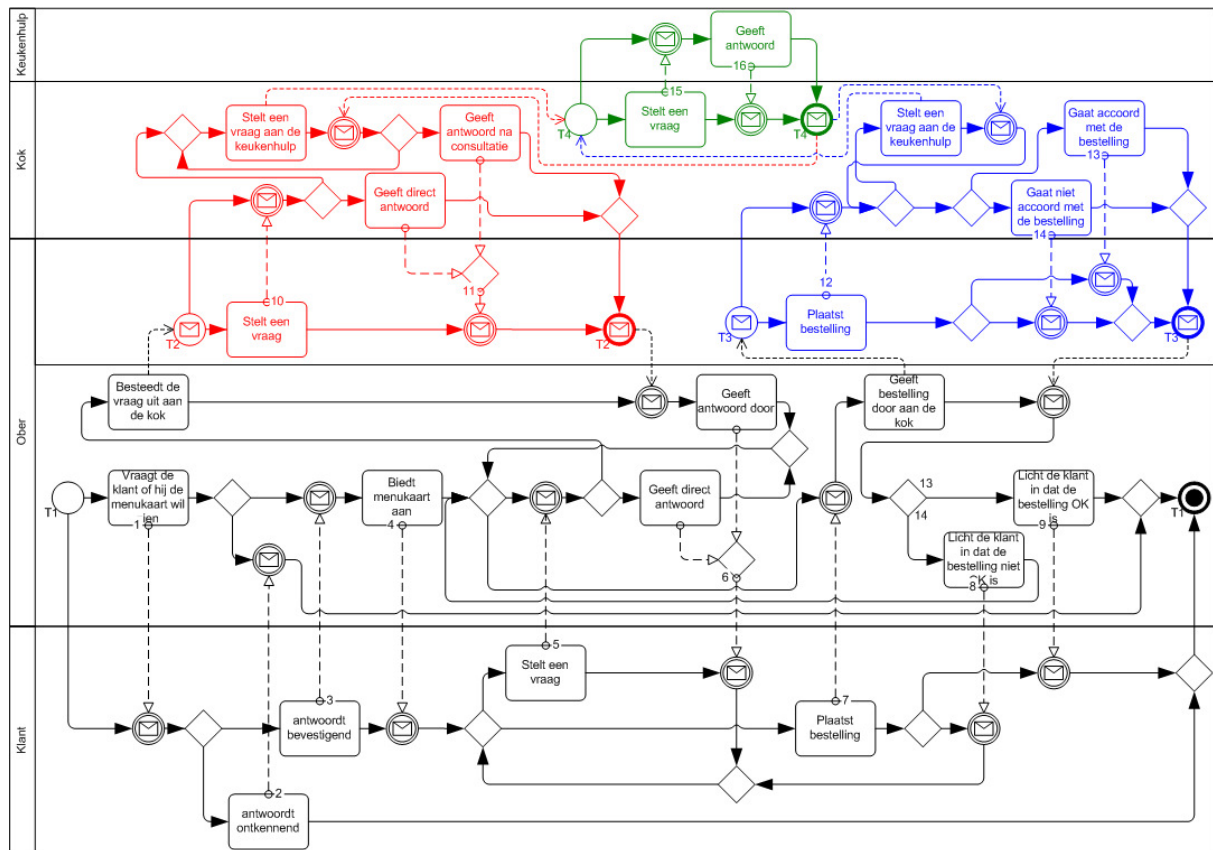 Keukenhulp
Geeft
antwoord
16
15
Stelt een
vraag
T4
T4
Kok
Stelt een
vraag aan de
keukenhulp
Geeft
antwoord na
consultatie
Geeft direct
antwoord
Stelt een
vraag aan de
keukenhulp
Gaat accoord
met de
bestelling
13
Gaat niet
accoord met
de bestelling
14
10
Stelt een
vraag
T2
11
T2
12
Plaatst
bestelling
T3
T3
Ober
Besteedt de
vraag uit aan
de kok
Geeft
antwoord door
Geeft
bestelling
door aan de
kok
T1
Vraagt de
klant of hij de
menukaart wil
ien
1
Biedt
menukaart
aan
4
Geeft direct
antwoord
6
13
14
Licht de klant
in dat de
bestelling OK
is
9
T1
Licht de klant
in dat de
bestelling niet
OK is
8
Klant
5
Stelt een
vraag
3
antwoordt
bevestigend
7
Plaatst
bestelling
2
antwoordt
ontkennend